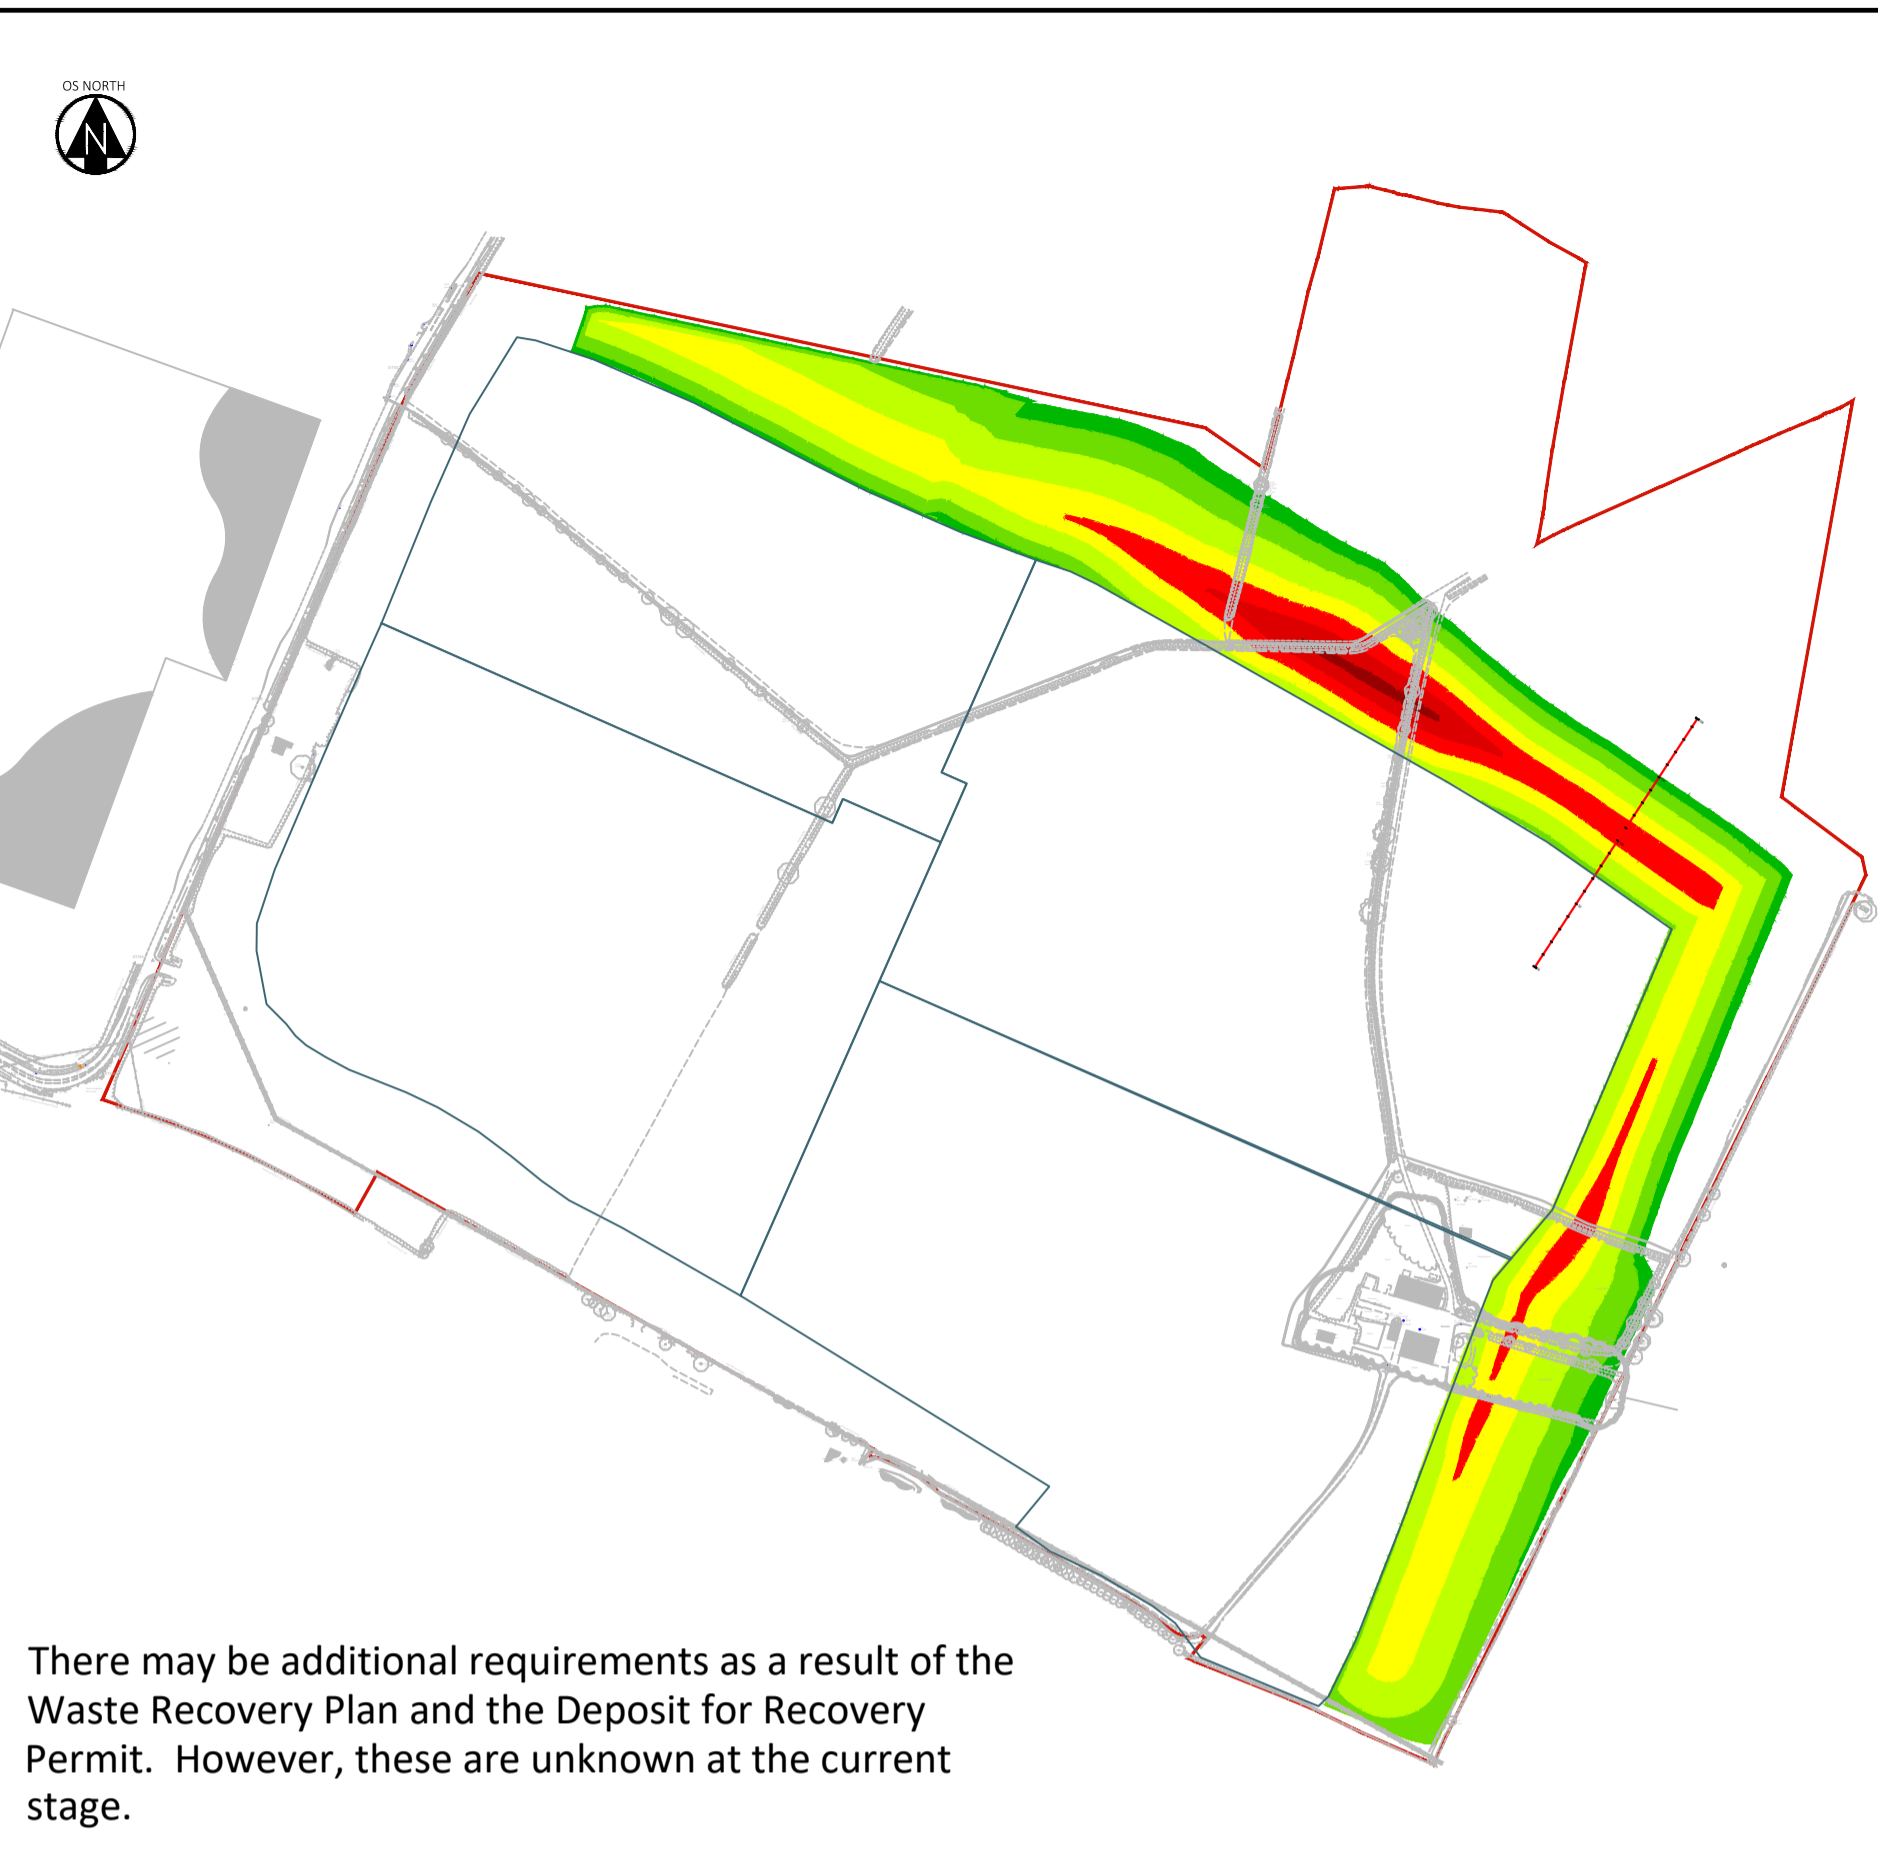 OS NORTH
N
There may be additional requirements as a result of the
Waste Recovery Plan and the Deposit for Recovery
Permit.  However, these are unknown at the current
stage.